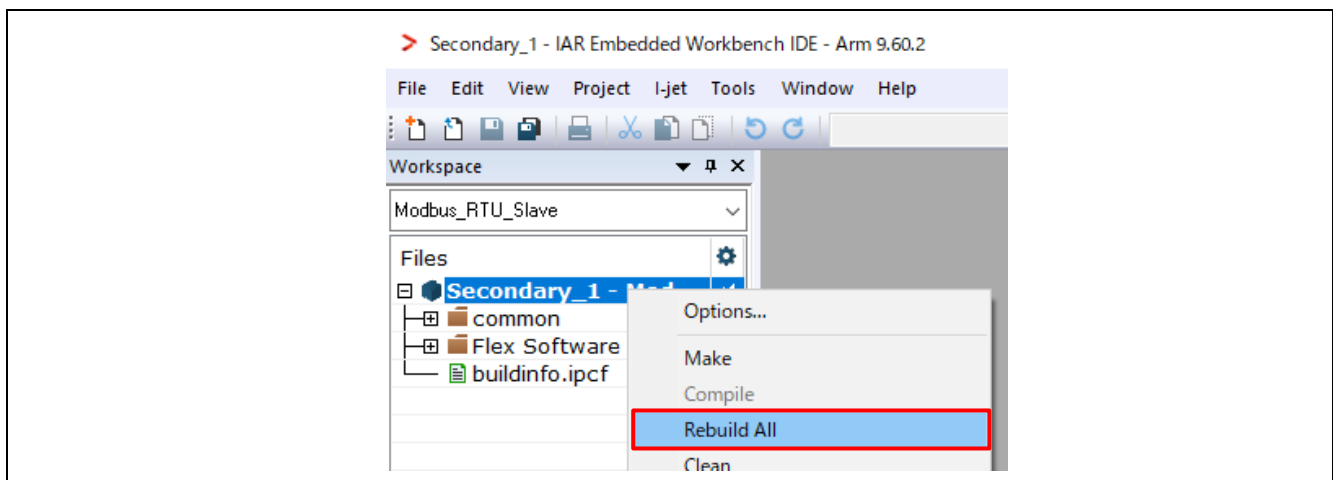 Secondary_1 - IAR Embedded Workbench IDE - Arm 9.60.2
File Edit View Project I-jet Tools Window Help
Workspace
Modbus_RTU_Slave
Files
Secondary_1 -
common
Flex Software
buildinfo.ipcf
Options...
Make
Compile
Rebuild All
Clean